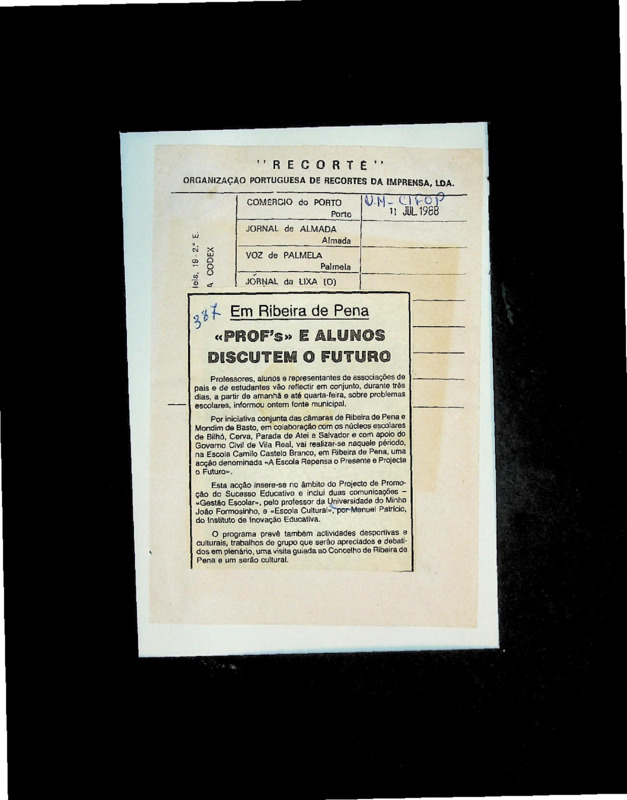 "RECORTE"
ORGANIZAÇÃO PORTUGUESA DE RECORTES DA IMPRENSA, LDA.
COMÉRCIO do PORTO
Porto
U.M - CIFOP
11 JUL 1988
JORNAL de ALMADA
Almada
VOZ de PALMELA
Palmela
JORNAL da LIXA (O)
19-2.º E.
A CODEX
387
Em Ribeira de Pena
«PROF's» E ALUNOS
DISCUTEM O FUTURO
Professores, alunos e representantes de associações de
pais e de estudantes vão reflectir em conjunto, durante três
dias, a partir de amanhã e até quarta-feira, sobre problemas
escolares, informou ontem fonte municipal.
Por iniciativa conjunta das câmaras de Ribeira de Pena e
Mondim de Basto, em colaboração com os núcleos escolares
de Bilhó, Cerva, Parada de Atei e Salvador e com apoio do
Governo Civil de Vila Real, vai realizar-se naquele período,
na Escola Camilo Castelo Branco, em Ribeira de Pena, uma
acção denominada «A Escola Repensa o Presente e Projecta
o Futuro».
Esta acção insere-se no âmbito do Projecto de Promo-
ção do Sucesso Educativo e inclui duas comunicações –
«Gestão Escolar», pelo professor da Universidade do Minho
João Formosinho, e «Escola Cultural», por Manuel Patrício,
do Instituto de Inovação Educativa.
O programa prevê também actividades desportivas e
culturais, trabalhos de grupo que serão apreciados e debati-
dos em plenário, uma visita guiada ao Concelho de Ribeira de
Pena e um serão cultural.